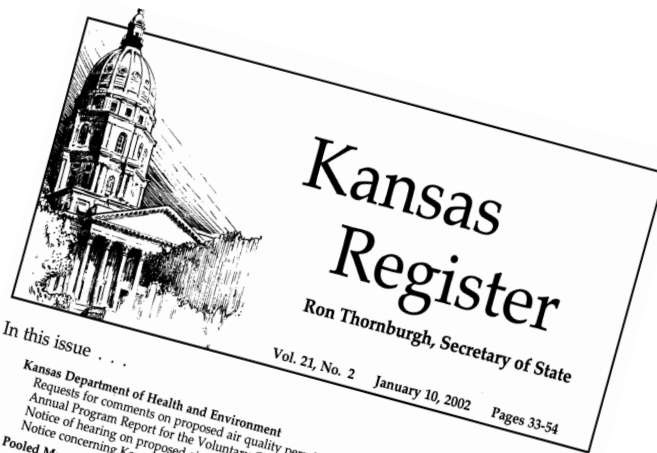 Kansas
Register
Ron Thornburgh, Secretary of State
Vol. 21, No. 2 January 10, 2002 Pages 33-54
In this issue . . .
Kansas Department of Health and Environment
Requests for comments on proposed air quality
Annual Program Report for the Voluntary
Notice of hearing on proposed
Notice concerning
Pooled